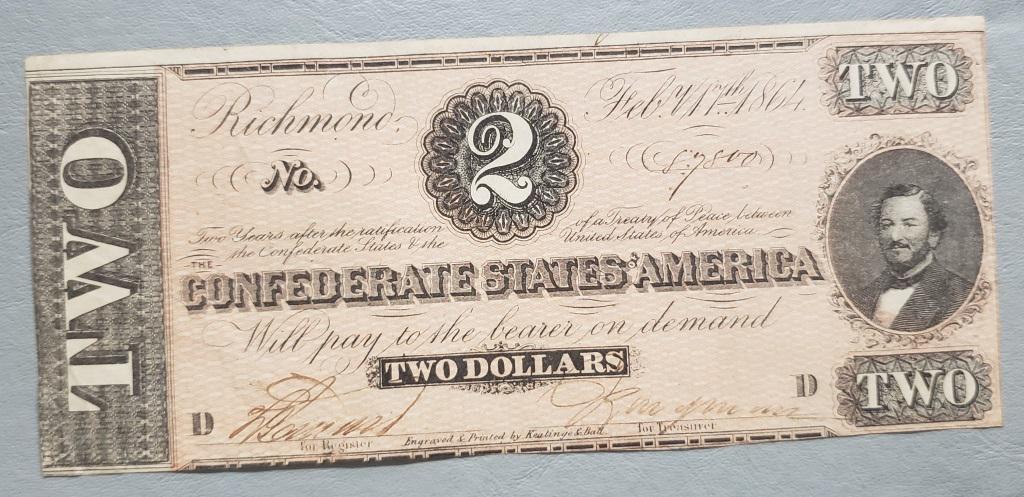 TWO
Richmond. Feby 17th 1864.
TWO
2
No.
Two Years after the ratification of a Treaty of Peace between
the Confederate States & the United States of America
THE
CONFEDERATE STATES of AMERICA
Will pay to the bearer on demand
TWO DOLLARS
D D
TWO
for Register Engraved & Printed by Keatinge & Ball. for Treasurer